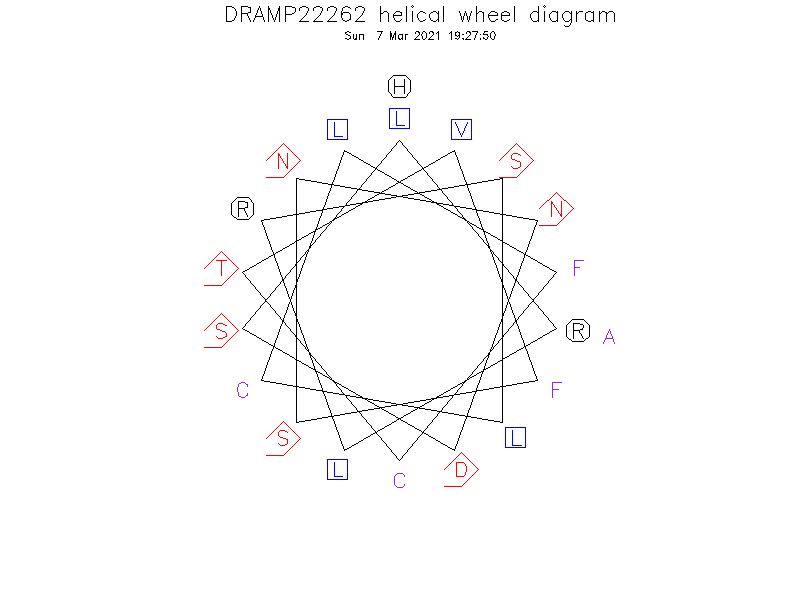 DRAMP22262 helical wheel diagram
Sun 7 Mar 2021 19:27:50
H
L
L V
N S
R N
T F
S R A
C F
S L
L D
C